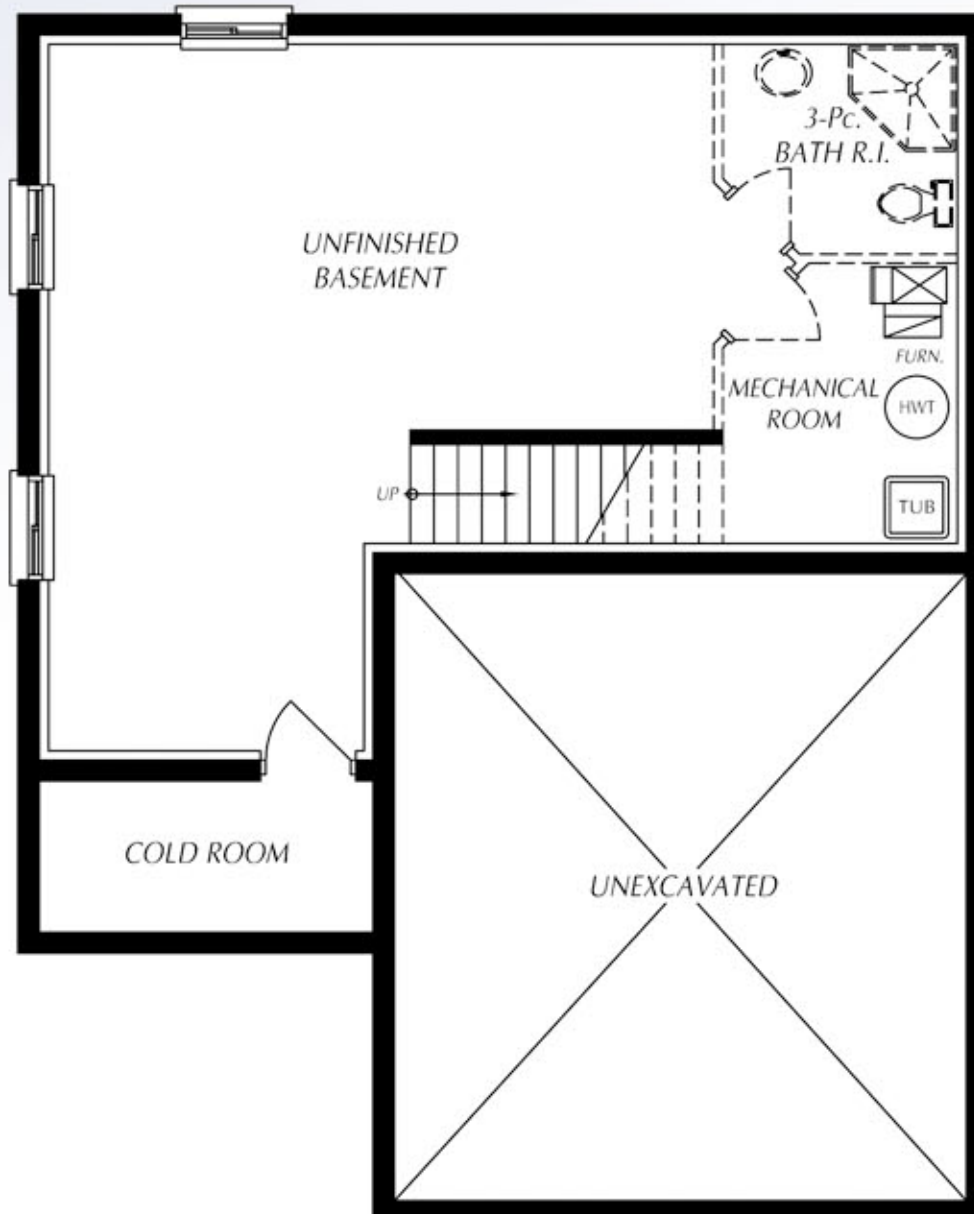 3-Pc.
BATH R.I.
UNFINISHED
BASEMENT
FURN.
MECHANICAL
ROOM
HWT
UP
TUB
COLD ROOM
UNEXCAVATED